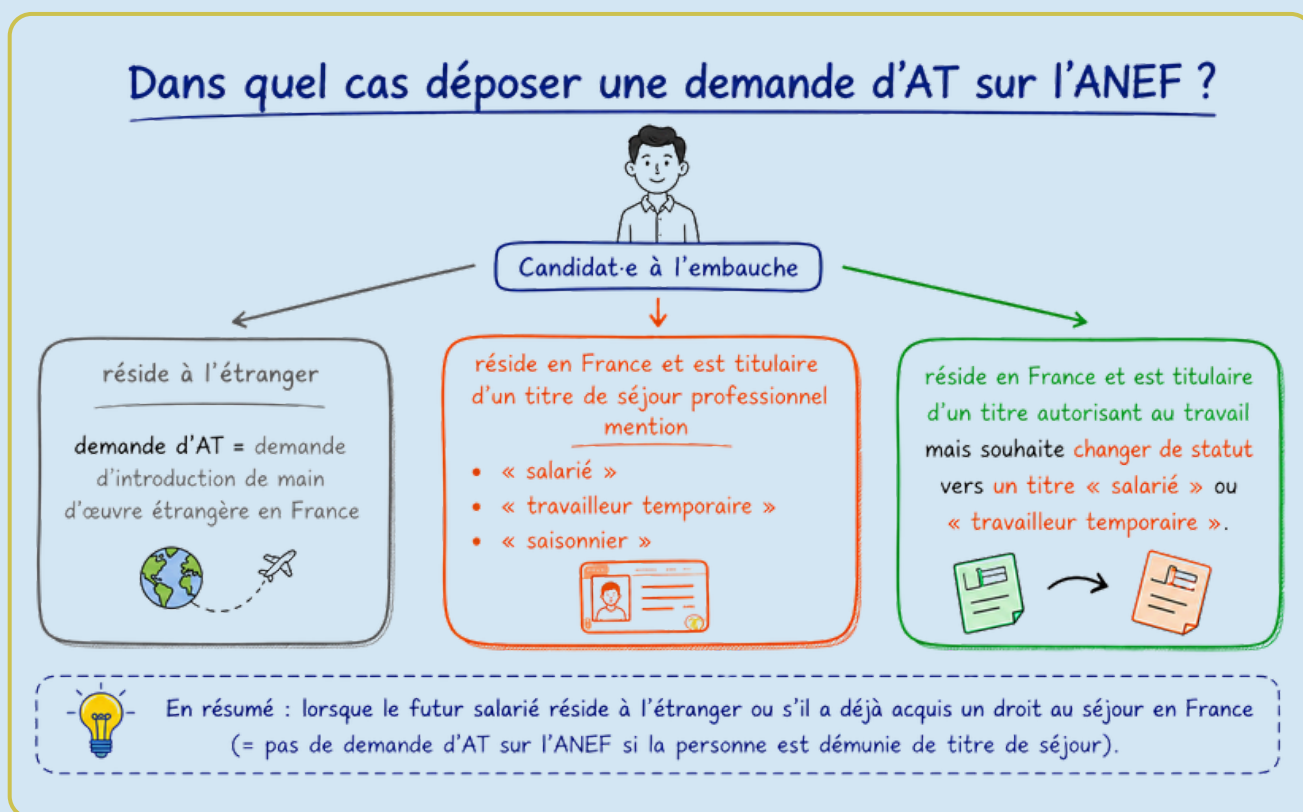 Dans quel cas déposer une demande d'AT sur l'ANEF ?
Candidat·e à l'embauche
réside à l'étranger
demande d'AT = demande
d'introduction de main
d'œuvre étrangère en France
réside en France et est titulaire
d'un titre de séjour professionnel
mention
• « salarié »
• « travailleur temporaire »
• « saisonnier »
réside en France et est titulaire
d'un titre autorisant au travail
mais souhaite changer de statut
vers un titre « salarié » ou
« travailleur temporaire ».
En résumé : lorsque le futur salarié réside à l'étranger ou s'il a déjà acquis un droit au séjour en France
(= pas de demande d'AT sur l'ANEF si la personne est démunie de titre de séjour).